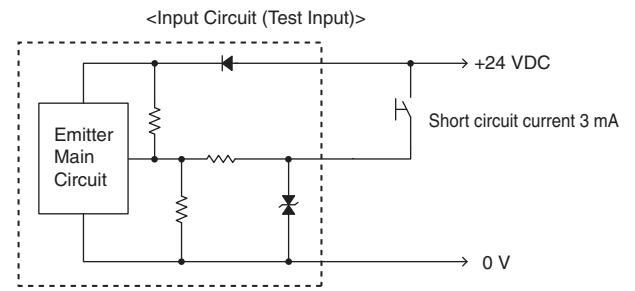 <Input Circuit (Test Input)>
+24 VDC
Short circuit current 3 mA
Emitter
Main
Circuit
0 V